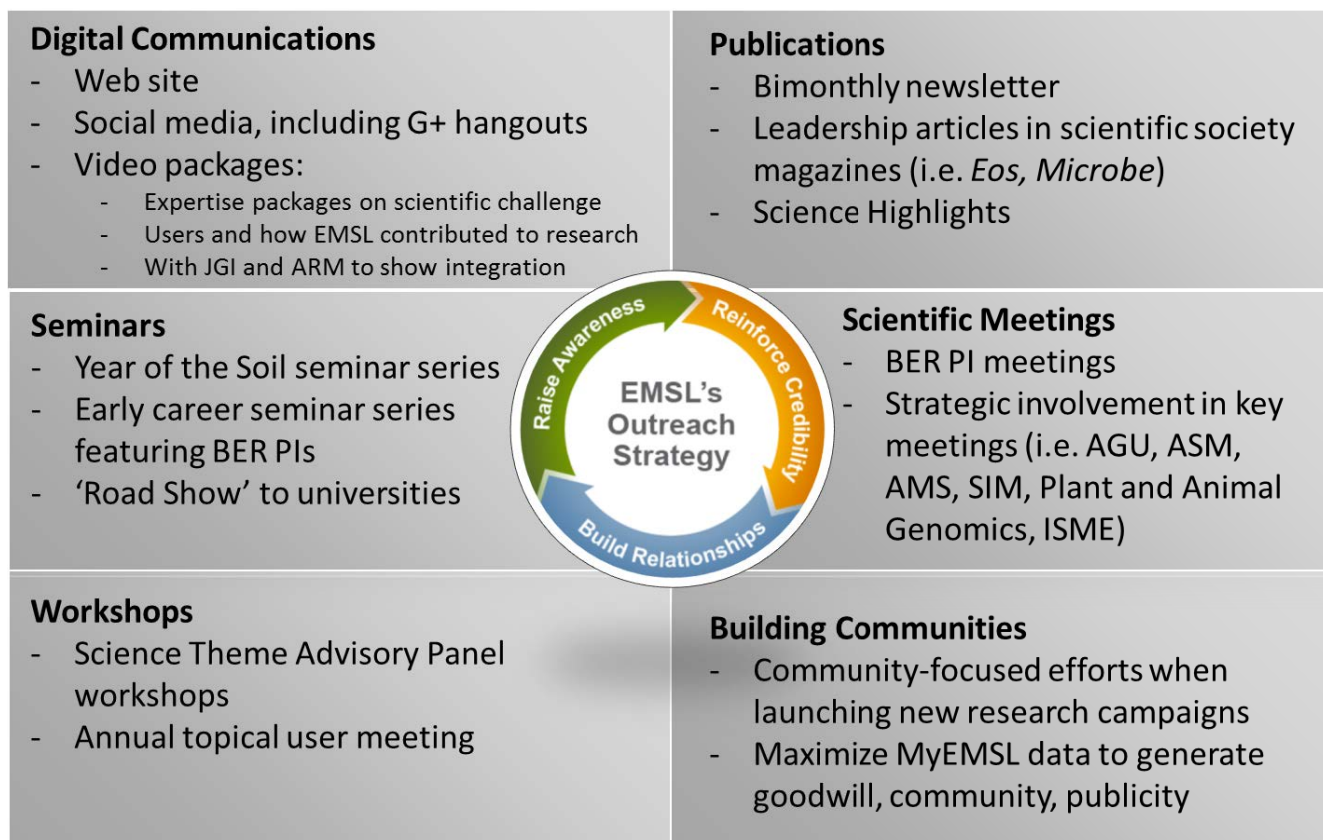 Digital Communications
- Web site
- Social media, including G+ hangouts
- Video packages:
- Expertise packages on scientific challenge
- Users and how EMSL contributed to research
- With JGI and ARM to show integration
Publications
- Bimonthly newsletter
- Leadership articles in scientific society
magazines (i.e. Eos, Microbe)
- Science Highlights
Seminars
- Year of the Soil seminar series
- Early career seminar series
featuring BER PIs
- ‘Road Show’ to universities
Raise Awareness
Reinforce Credibility
Build Relationships
EMSL’s
Outreach
Strategy
Scientific Meetings
- BER PI meetings
- Strategic involvement in key
meetings (i.e. AGU, ASM,
AMS, SIM, Plant and Animal
Genomics, ISME)
Workshops
- Science Theme Advisory Panel
workshops
- Annual topical user meeting
Building Communities
- Community-focused efforts when
launching new research campaigns
- Maximize MyEMSL data to generate
goodwill, community, publicity